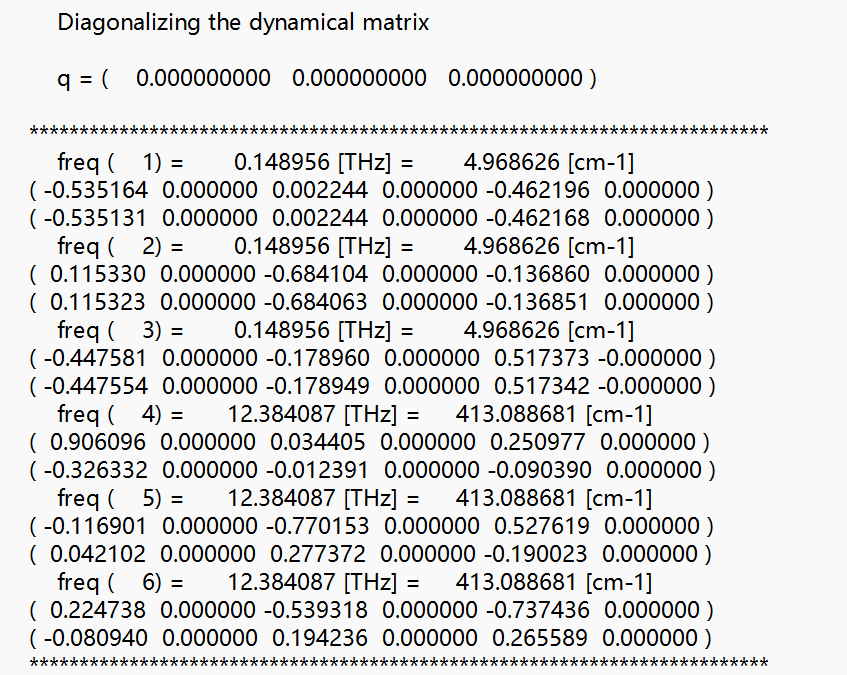 Diagonalizing the dynamical matrix
q = ( 0.000000000 0.000000000 0.000000000 )
**************************************************************************
freq ( 1) = 0.148956 [THz] = 4.968626 [cm-1]
( -0.535164 0.000000 0.002244 0.000000 -0.462196 0.000000 )
( -0.535131 0.000000 0.002244 0.000000 -0.462168 0.000000 )
freq ( 2) = 0.148956 [THz] = 4.968626 [cm-1]
( 0.115330 0.000000 -0.684104 0.000000 -0.136860 0.000000 )
( 0.115323 0.000000 -0.684063 0.000000 -0.136851 0.000000 )
freq ( 3) = 0.148956 [THz] = 4.968626 [cm-1]
( -0.447581 0.000000 -0.178960 0.000000 0.517373 -0.000000 )
( -0.447554 0.000000 -0.178949 0.000000 0.517342 -0.000000 )
freq ( 4) = 12.384087 [THz] = 413.088681 [cm-1]
( 0.906096 0.000000 0.034405 0.000000 0.250977 0.000000 )
( -0.326332 0.000000 -0.012391 0.000000 -0.090390 0.000000 )
freq ( 5) = 12.384087 [THz] = 413.088681 [cm-1]
( -0.116901 0.000000 -0.770153 0.000000 0.527619 0.000000 )
( 0.042102 0.000000 0.277372 0.000000 -0.190023 0.000000 )
freq ( 6) = 12.384087 [THz] = 413.088681 [cm-1]
( 0.224738 0.000000 -0.539318 0.000000 -0.737436 0.000000 )
( -0.080940 0.000000 0.194236 0.000000 0.265589 0.000000 )
**************************************************************************